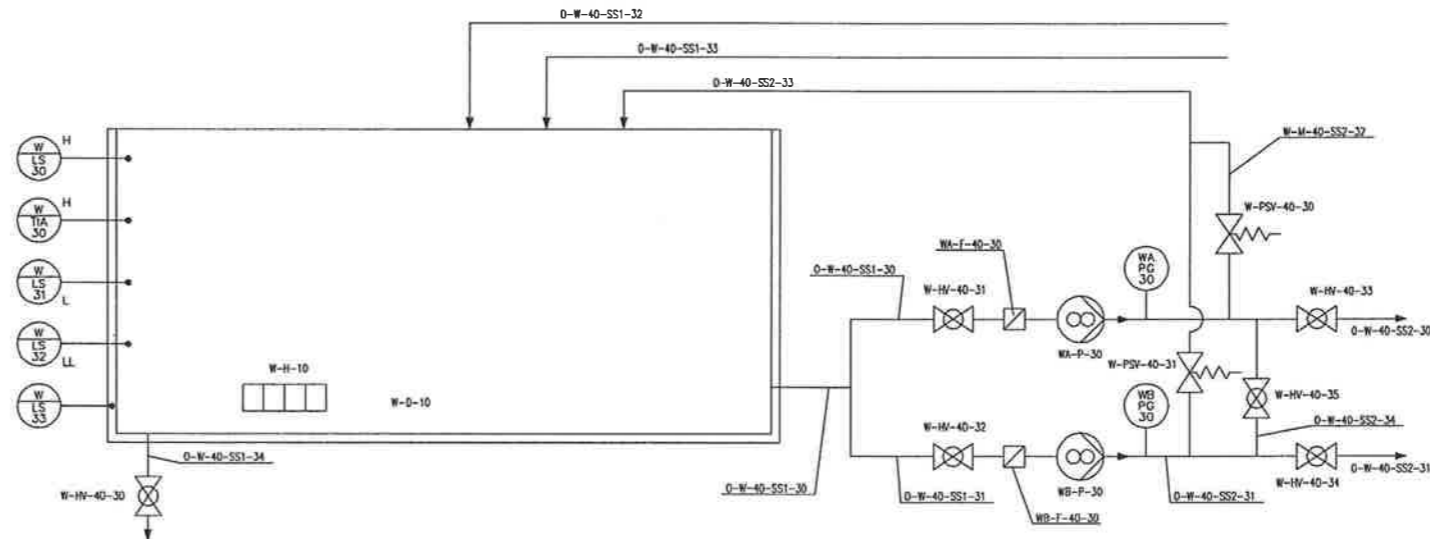 O-W-40-SS1-32
O-W-40-SS1-33
O-W-40-SS2-33
W
LS
30
H
W-M-40-SS2-32
W
TIA
30
H
W-PSV-40-30
WA-F-40-30
WA
PG
30
O-W-40-SS1-30
W
LS
31
L
W-HV-40-31
W-HV-40-33
O-W-40-SS2-30
W
LS
32
LL
WA-P-30
W-PSV-40-31
W-H-10
W-D-10
W
LS
33
WB
PG
30
W-HV-40-35
O-W-40-SS2-34
W-HV-40-32
O-W-40-SS1-34
O-W-40-SS2-31
W-HV-40-30
O-W-40-SS1-30
O-W-40-SS1-31
WB-P-30
O-W-40-SS2-31
W-HV-40-34
WB-F-40-30